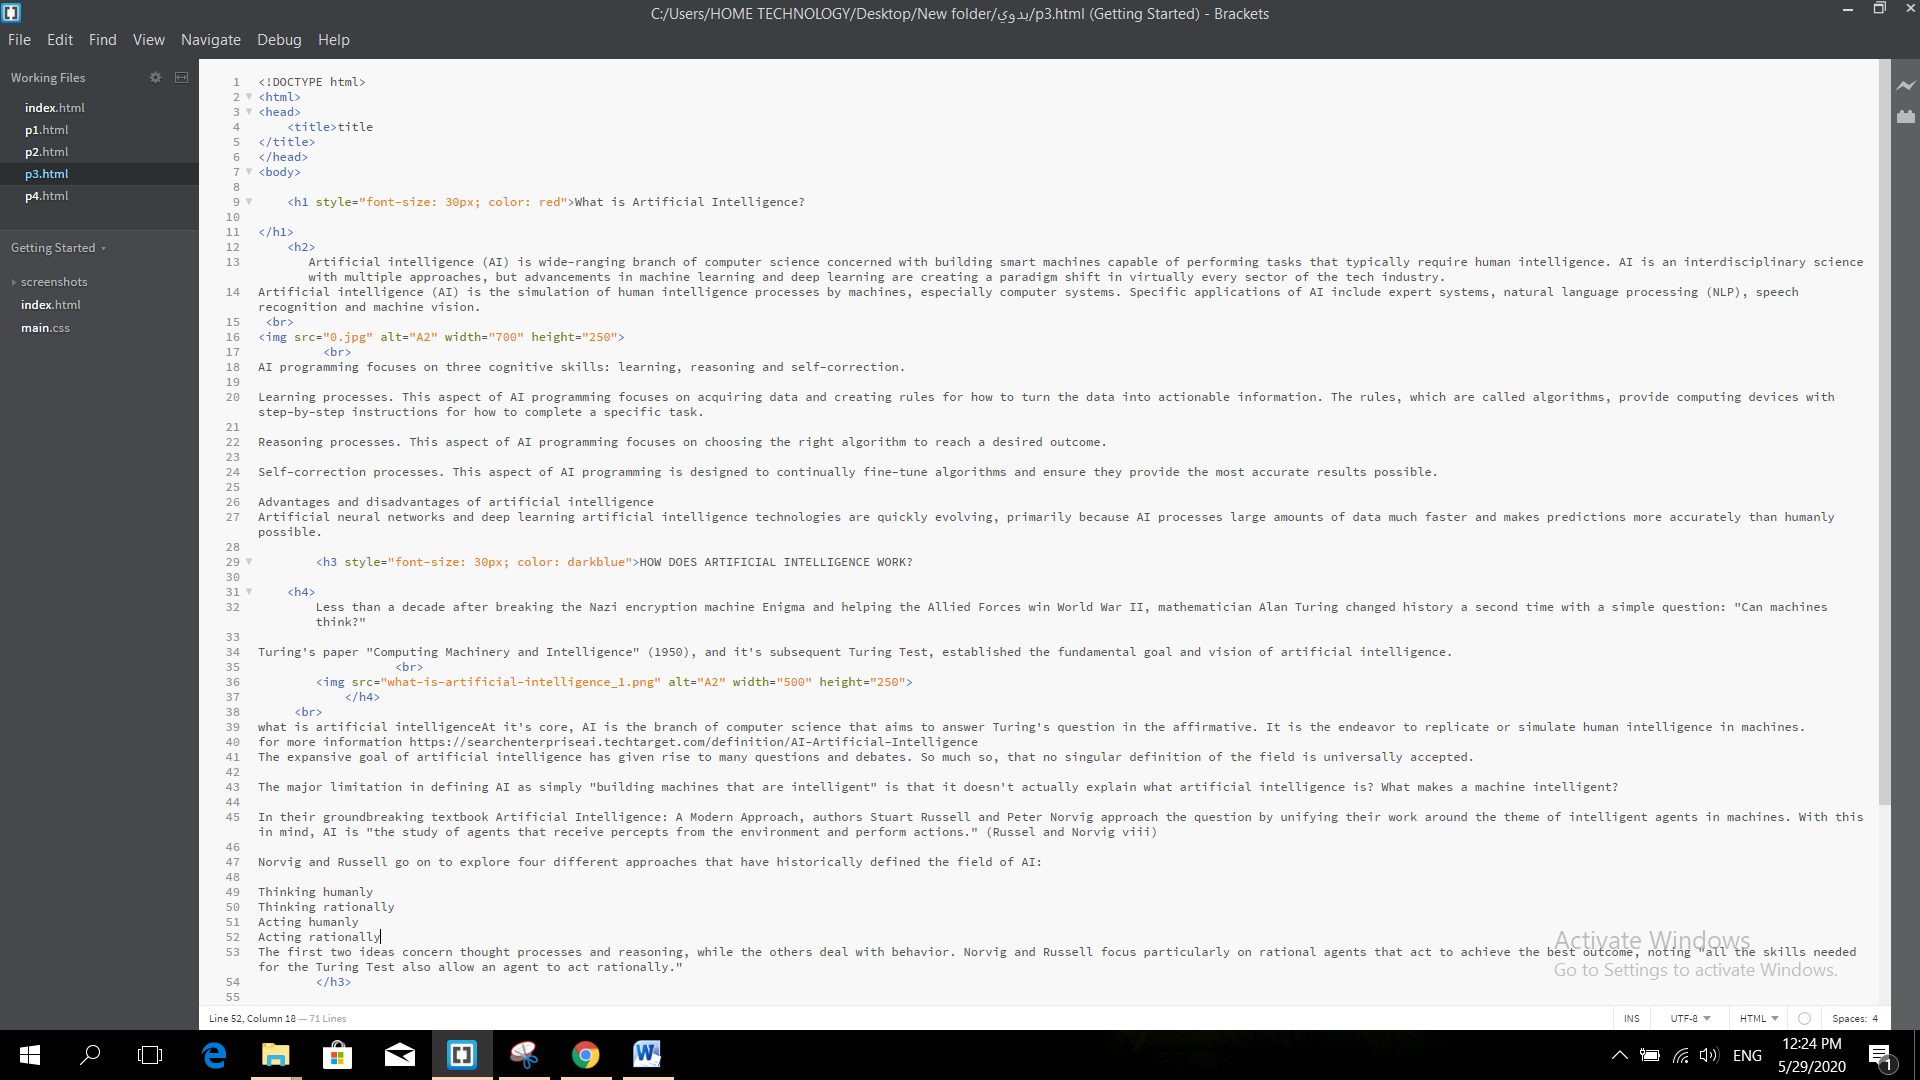 C:/Users/HOME TECHNOLOGY/Desktop/New folder/بدوي/p3.html (Getting Started) - Brackets
File Edit Find View Navigate Debug Help
Working Files
index.html
p1.html
p2.html
p3.html
p4.html
Getting Started
screenshots
index.html
main.css
1 <!DOCTYPE html>
2 <html>
3 <head>
4 <title>title
5 </title>
6 </head>
7 <body>
8
9 <h1 style="font-size: 30px; color: red">What is Artificial Intelligence?
10
11 </h1>
12 <h2>
13 Artificial intelligence (AI) is wide-ranging branch of computer science concerned with building smart machines capable of performing tasks that typically require human intelligence. AI is an interdisciplinary science
with multiple approaches, but advancements in machine learning and deep learning are creating a paradigm shift in virtually every sector of the tech industry.
14 Artificial intelligence (AI) is the simulation of human intelligence processes by machines, especially computer systems. Specific applications of AI include expert systems, natural language processing (NLP), speech
recognition and machine vision.
15 <br>
16 <img src="0.jpg" alt="A2" width="700" height="250">
17 <br>
18 AI programming focuses on three cognitive skills: learning, reasoning and self-correction.
19
20 Learning processes. This aspect of AI programming focuses on acquiring data and creating rules for how to turn the data into actionable information. The rules, which are called algorithms, provide computing devices with
step-by-step instructions for how to complete a specific task.
21
22 Reasoning processes. This aspect of AI programming focuses on choosing the right algorithm to reach a desired outcome.
23
24 Self-correction processes. This aspect of AI programming is designed to continually fine-tune algorithms and ensure they provide the most accurate results possible.
25
26 Advantages and disadvantages of artificial intelligence
27 Artificial neural networks and deep learning artificial intelligence technologies are quickly evolving, primarily because AI processes large amounts of data much faster and makes predictions more accurately than humanly
possible.
28
29 <h3 style="font-size: 30px; color: darkblue">HOW DOES ARTIFICIAL INTELLIGENCE WORK?
30
31 <h4>
32 Less than a decade after breaking the Nazi encryption machine Enigma and helping the Allied Forces win World War II, mathematician Alan Turing changed history a second time with a simple question: "Can machines
think?"
33
34 Turing's paper "Computing Machinery and Intelligence" (1950), and it's subsequent Turing Test, established the fundamental goal and vision of artificial intelligence.
35 <br>
36 <img src="what-is-artificial-intelligence_1.png" alt="A2" width="500" height="250">
37 </h4>
38 <br>
39 what is artificial intelligenceAt it's core, AI is the branch of computer science that aims to answer Turing's question in the affirmative. It is the endeavor to replicate or simulate human intelligence in machines.
40 for more information https://searchenterpriseai.techtarget.com/definition/AI-Artificial-Intelligence
41 The expansive goal of artificial intelligence has given rise to many questions and debates. So much so, that no singular definition of the field is universally accepted.
42
43 The major limitation in defining AI as simply "building machines that are intelligent" is that it doesn't actually explain what artificial intelligence is? What makes a machine intelligent?
44
45 In their groundbreaking textbook Artificial Intelligence: A Modern Approach, authors Stuart Russell and Peter Norvig approach the question by unifying their work around the theme of intelligent agents in machines. With this
in mind, AI is "the study of agents that receive percepts from the environment and perform actions." (Russel and Norvig viii)
46
47 Norvig and Russell go on to explore four different approaches that have historically defined the field of AI:
48
49 Thinking humanly
50 Thinking rationally
51 Acting humanly
52 Acting rationally
53 The first two ideas concern thought processes and reasoning, while the others deal with behavior. Norvig and Russell focus particularly on rational agents that act to achieve the best outcome, noting "all the skills needed
for the Turing Test also allow an agent to act rationally."
54 </h3>
55
Activate Windows
Go to Settings to activate Windows.
Line 52, Column 18 — 71 Lines
INS UTF-8 HTML Spaces: 4
ENG
12:24 PM
5/29/2020
1